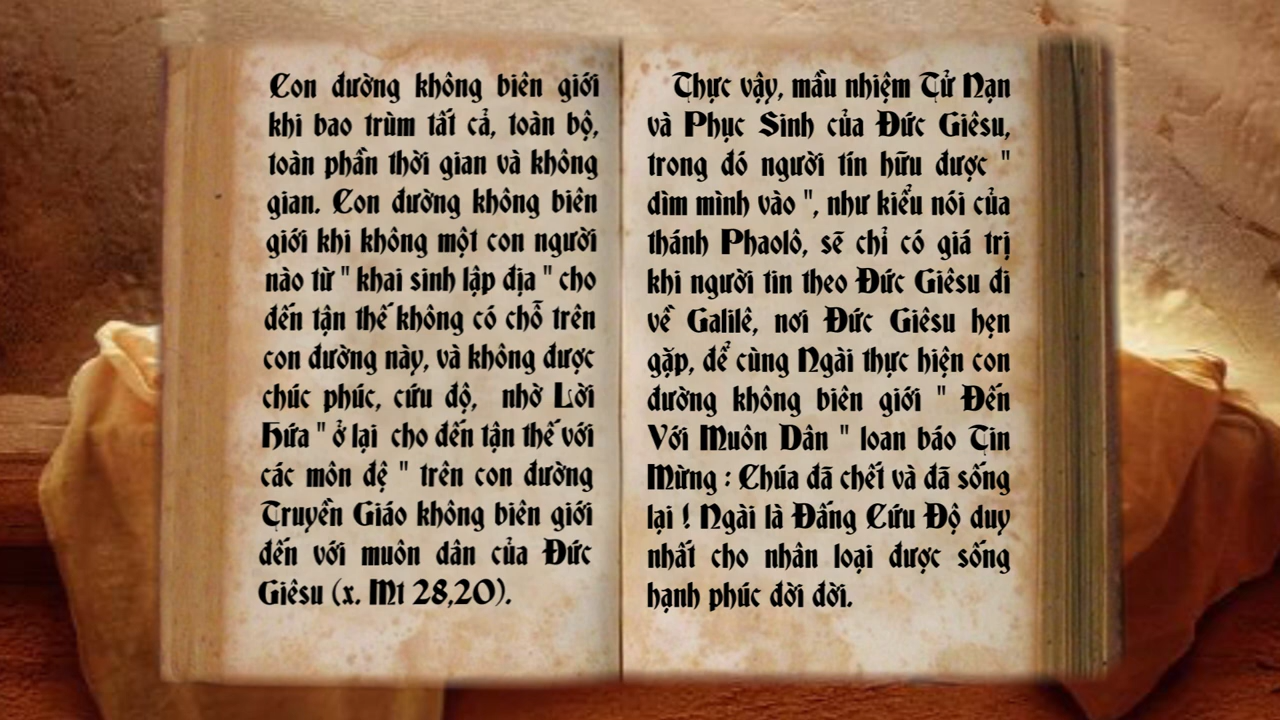 Con đường không biên giới
khi bao trùm tất cả, toàn bộ,
toàn phần thời gian và không
gian. Con đường không biên
giới khi không một con người
nào từ " khai sinh lập địa " cho
đến tận thế không có chỗ trên
con đường này, và không được
chúc phúc, cứu độ, nhờ Lời
Hứa " ở lại cho đến tận thế với
các môn đệ " trên con đường
Truyền Giáo không biên giới
đến với muôn dân của Đức
Giêsu (x. Mt 28,20).
Thực vậy, mầu nhiệm Tử Nạn
và Phục Sinh của Đức Giêsu,
trong đó người tín hữu được "
dìm mình vào ", như kiểu nói của
thánh Phaolô, sẽ chỉ có giá trị
khi người tin theo Đức Giêsu đi
về Galilê, nơi Đức Giêsu hẹn
gặp, để cùng Ngài thực hiện con
đường không biên giới " Đến
Với Muôn Dân " loan báo Tin
Mừng : Chúa đã chết và đã sống
lại ! Ngài là Đấng Cứu Độ duy
nhất cho nhân loại được sống
hạnh phúc đời đời.